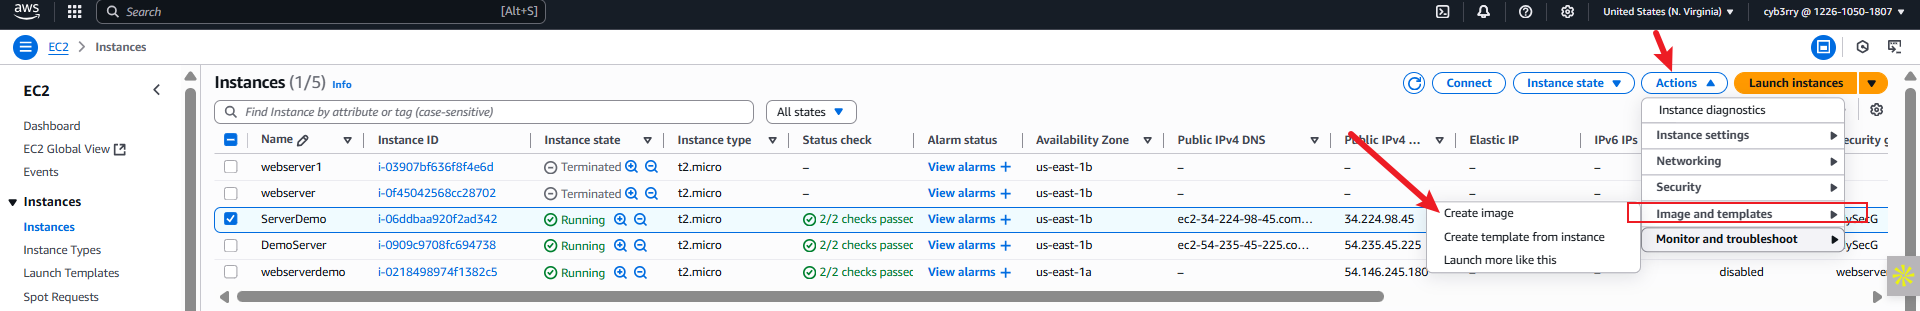 aws Search [Alt+S] United States (N. Virginia) cyb3rry @ 1226-1050-1807
EC2 > Instances
EC2
Dashboard
EC2 Global View
Events
Instances
Instances
Instance Types
Launch Templates
Spot Requests
Instances (1/5) Info Connect Instance state Actions Launch instances
Find Instance by attribute or tag (case-sensitive) All states
Name Instance ID Instance state Instance type Status check Alarm status Availability Zone Public IPv4 DNS Public IPv4 ... Elastic IP IPv6 IPs
webserver1 i-03907bf636f8f4e6d Terminated t2.micro – View alarms + us-east-1b – – –
webserver i-0f45042568cc28702 Terminated t2.micro – View alarms + us-east-1b – – –
ServerDemo i-06ddbaa920f2ad342 Running t2.micro 2/2 checks passed View alarms + us-east-1b ec2-34-224-98-45.com... 34.224.98.45
DemoServer i-0909c9708fc694738 Running t2.micro 2/2 checks passed View alarms + us-east-1b ec2-54-235-45-225.co... 54.235.45.225
webserverdemo i-0218498974f1382c5 Running t2.micro 2/2 checks passed View alarms + us-east-1a – 54.146.245.180 disabled
Instance diagnostics
Instance settings
Networking
Security
Image and templates
Monitor and troubleshoot
Create image
Create template from instance
Launch more like this